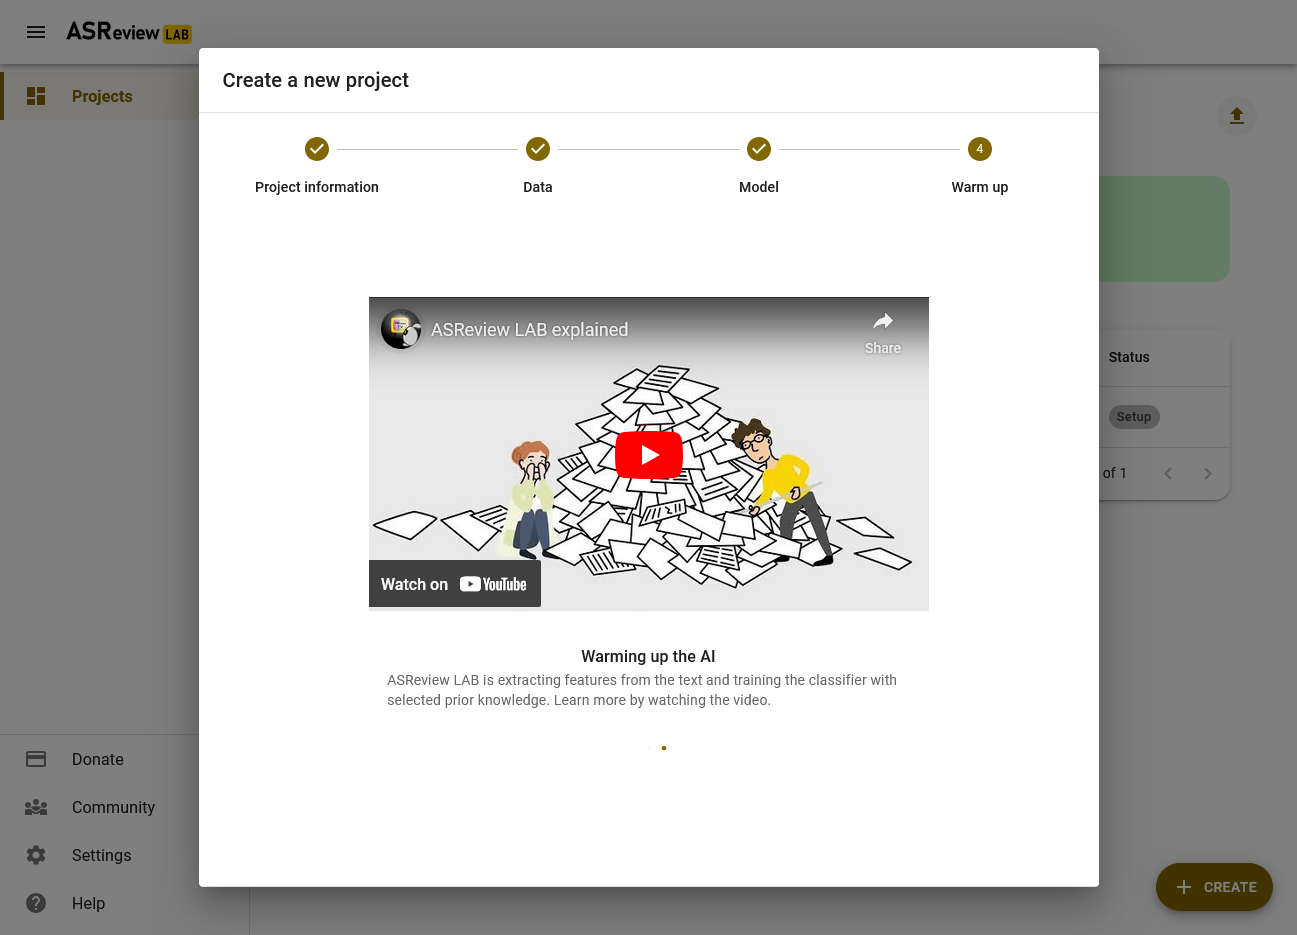 ASReview LAB
Create a new project
Projects
4
Project information
Data
Model
Warm up
ASReview LAB explained
Share
Status
Setup
of 1
Watch on YouTube
Warming up the AI
ASReview LAB is extracting features from the text and training the classifier with
selected prior knowledge. Learn more by watching the video.
Donate
Community
Settings
Help
CREATE